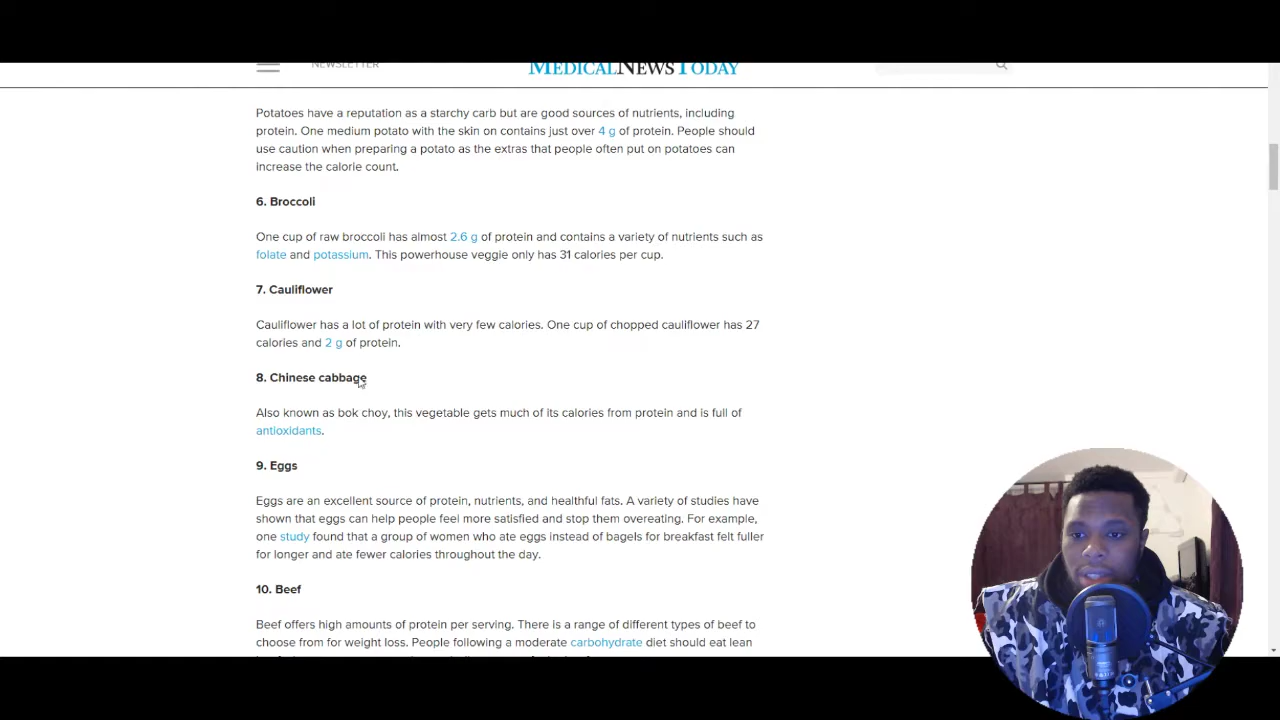 NEWSLETTER
MEDICALNEWSTODAY
Potatoes have a reputation as a starchy carb but are good sources of nutrients, including
protein. One medium potato with the skin on contains just over 4 g of protein. People should
use caution when preparing a potato as the extras that people often put on potatoes can
increase the calorie count.
6. Broccoli
One cup of raw broccoli has almost 2.6 g of protein and contains a variety of nutrients such as
folate and potassium. This powerhouse veggie only has 31 calories per cup.
7. Cauliflower
Cauliflower has a lot of protein with very few calories. One cup of chopped cauliflower has 27
calories and 2 g of protein.
8. Chinese cabbage
Also known as bok choy, this vegetable gets much of its calories from protein and is full of
antioxidants.
9. Eggs
Eggs are an excellent source of protein, nutrients, and healthful fats. A variety of studies have
shown that eggs can help people feel more satisfied and stop them overeating. For example,
one study found that a group of women who ate eggs instead of bagels for breakfast felt fuller
for longer and ate fewer calories throughout the day.
10. Beef
Beef offers high amounts of protein per serving. There is a range of different types of beef to
choose from for weight loss. People following a moderate carbohydrate diet should eat lean